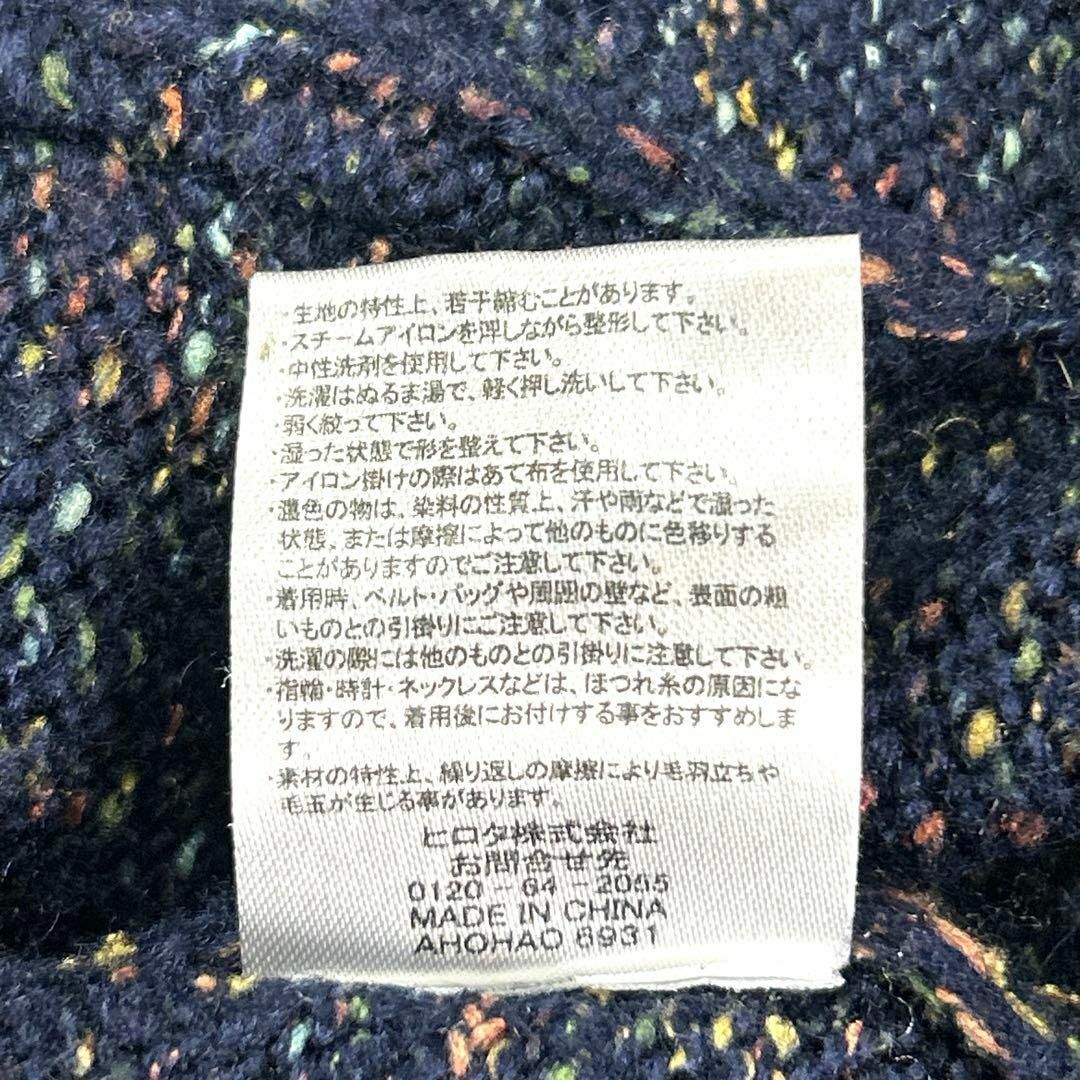 ・生地の特性上、若干縮むことがあります。
・スチームアイロンを浮しながら整形して下さい。
・中性洗剤を使用して下さい。
・洗濯はぬるま湯で、軽く押し洗いして下さい。
・弱く絞って下さい。
・湿った状態で形を整えて下さい。
・アイロン掛けの際はあて布を使用して下さい。
・濃色の物は、染料の性質上、汗や雨などで湿った
状態、または摩擦によって他のものに色移りする
ことがありますのでご注意して下さい。
・着用時、ベルト・バッグや周囲の壁など、表面の粗
いものとの引掛りにご注意して下さい。
・洗濯の際には他のものとの引掛りに注意して下さい。
・指輪・時計・ネックレスなどは、ほつれ糸の原因にな
りますので、着用後にお付けする事をおすすめしま
す。
・素材の特性上、繰り返しの摩擦により毛羽立ちや
毛玉が生じる事があります。
ヒロタ株式会社
お問合せ先
0120-64-2055
MADE IN CHINA
AHOHAO 6931